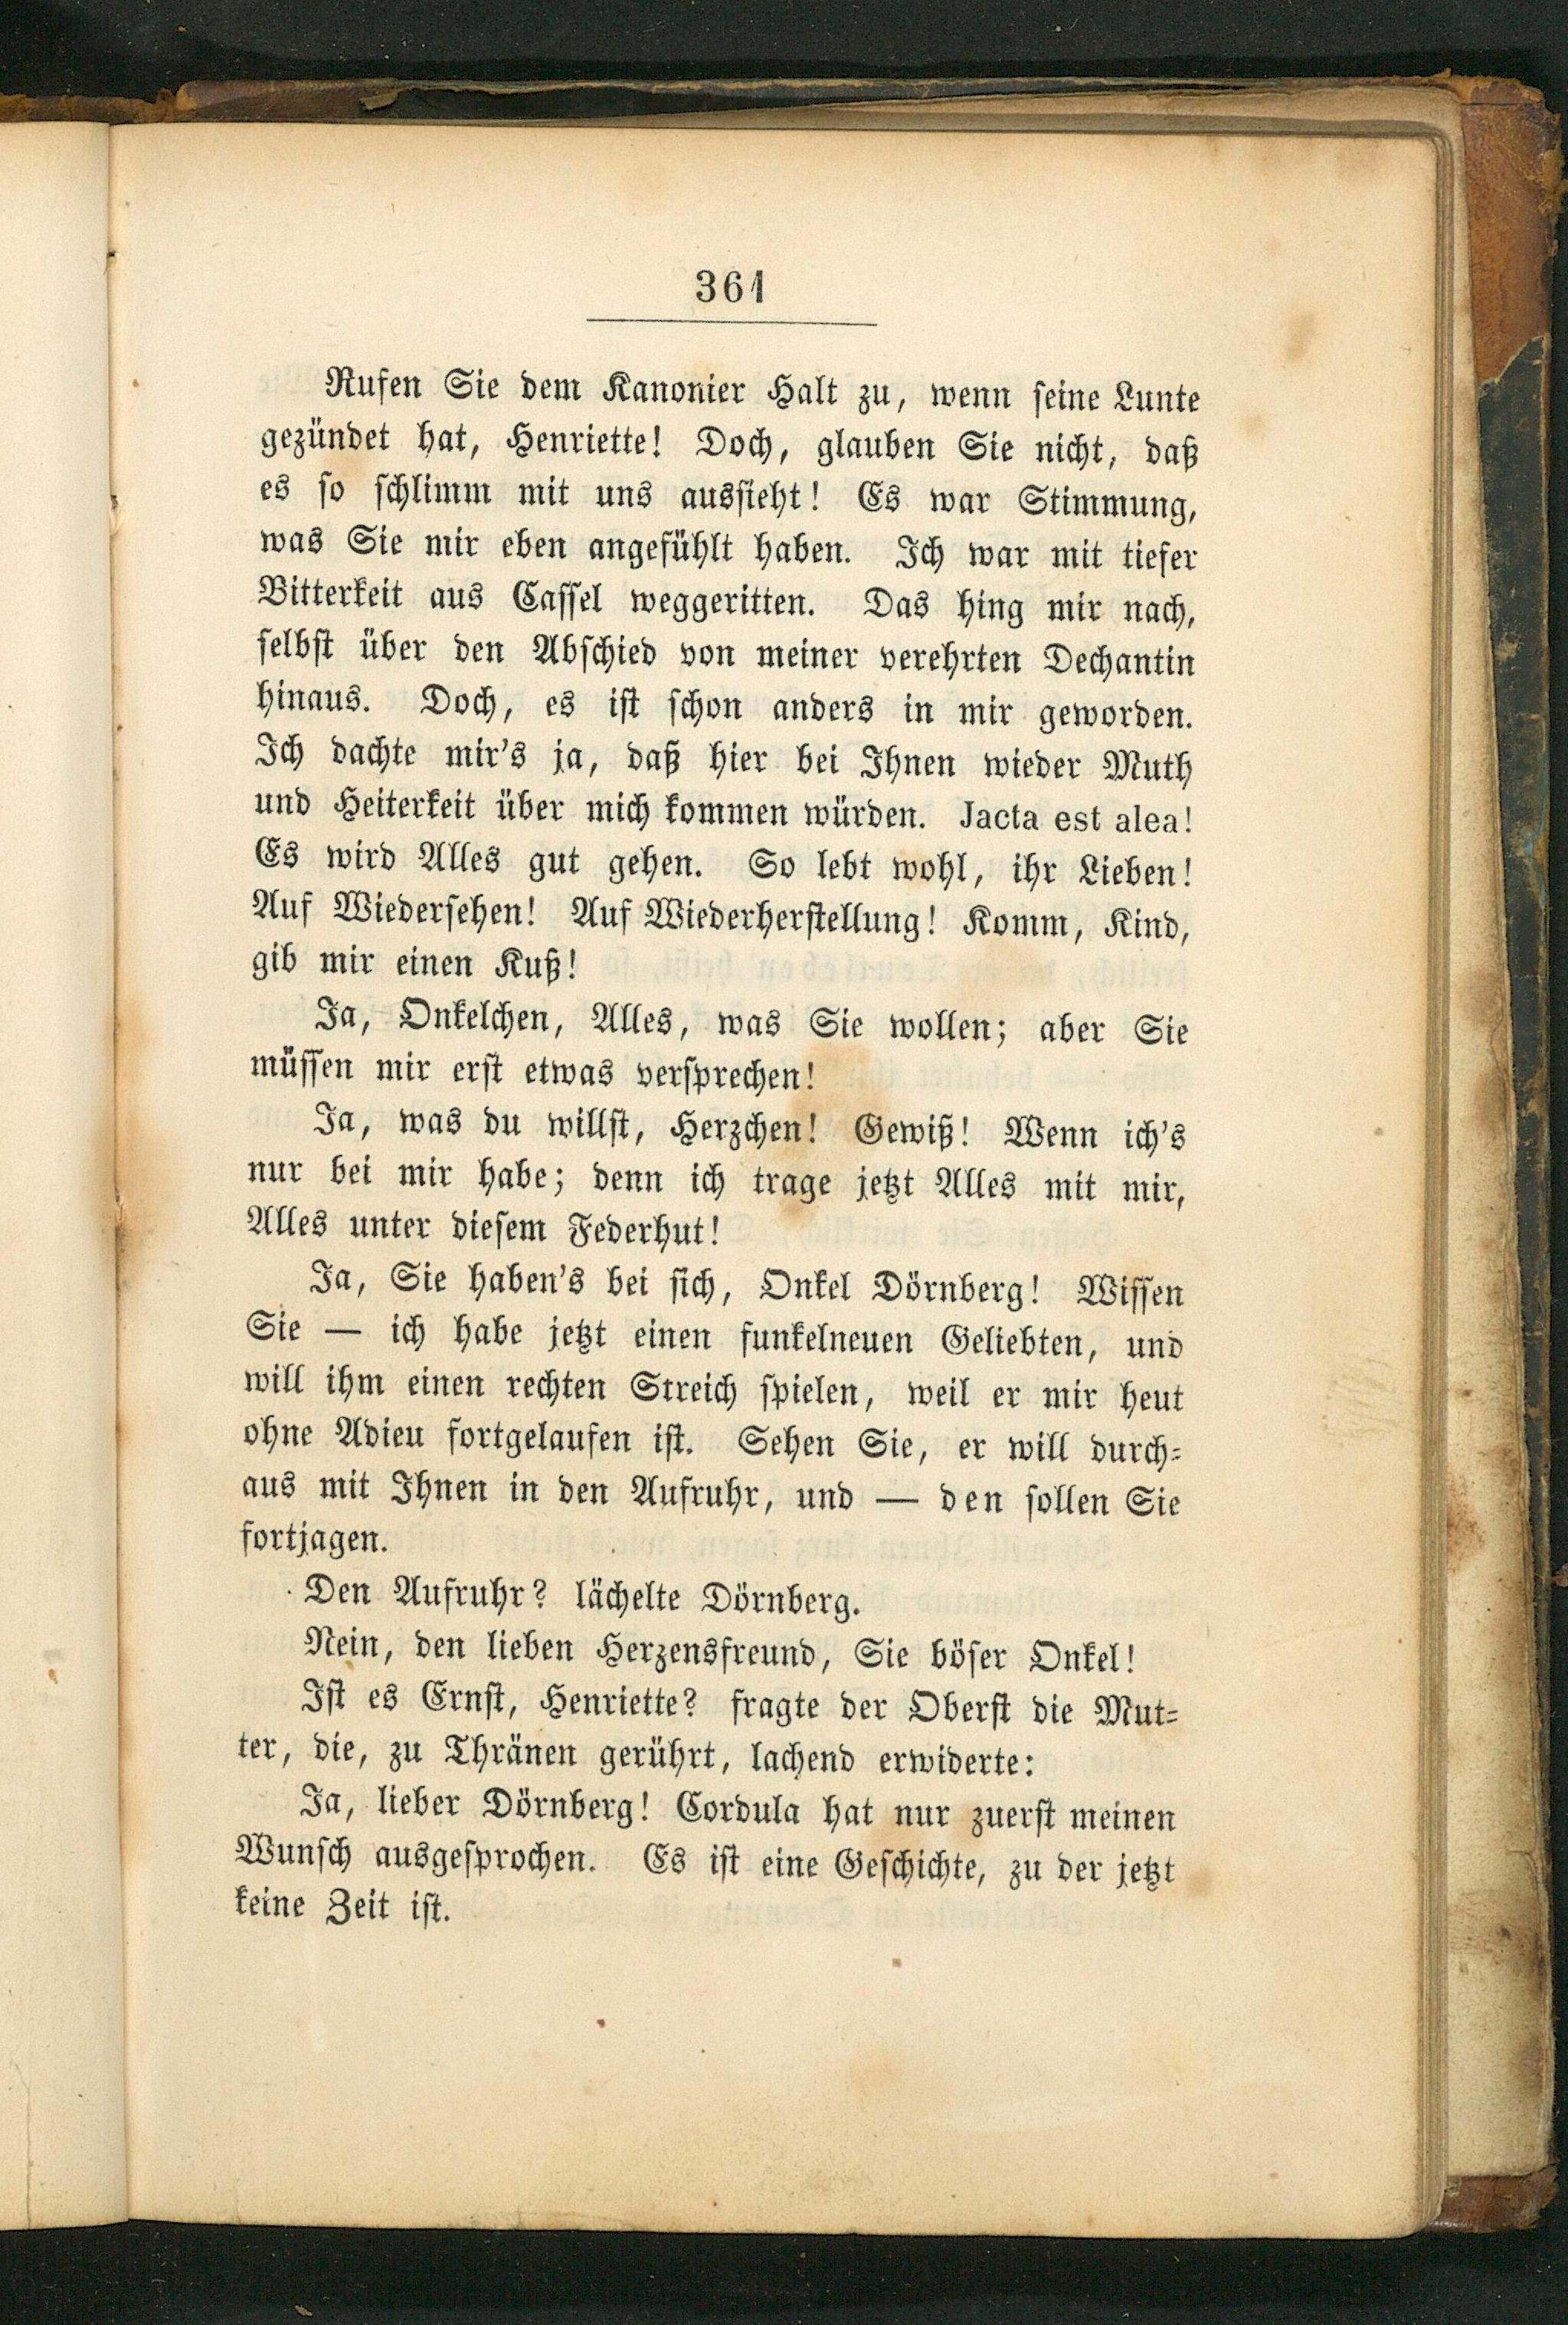 361
Rufen Sie dem Kanonier Halt zu, wenn seine Lunte
gezündet hat, Henriette! Doch, glauben Sie nicht, daß
es so schlimm mit uns aussieht! Es war Stimmung,
was Sie mir eben angefühlt haben. Ich war mit tiefer
Bitterkeit aus Cassel weggeritten. Das hing mir nach,
selbst über den Abschied von meiner verehrten Dechantin
hinaus. Doch, es ist schon anders in mir geworden.
Ich dachte mir's ja, daß hier bei Ihnen wieder Muth
und Heiterkeit über mich kommen würden. Jacta est alea!
Es wird Alles gut gehen. So lebt wohl, ihr Lieben!
Auf Wiedersehen! Auf Wiederherstellung! Komm, Kind,
gib mir einen Kuß!
Ja, Onkelchen, Alles, was Sie wollen; aber Sie
müssen mir erst etwas versprechen!
Ja, was du willst, Herzchen! Gewiß! Wenn ich's
nur bei mir habe; denn ich trage jetzt Alles mit mir,
Alles unter diesem Federhut!
Ja, Sie haben's bei sich, Onkel Dörnberg! Wissen
Sie — ich habe jetzt einen funkelneuen Geliebten, und
will ihm einen rechten Streich spielen, weil er mir heut
ohne Adieu fortgelaufen ist. Sehen Sie, er will durch-
aus mit Ihnen in den Aufruhr, und — den sollen Sie
fortjagen.
Den Aufruhr? lächelte Dörnberg.
Nein, den lieben Herzensfreund, Sie böser Onkel!
Ist es Ernst, Henriette? fragte der Oberst die Mut-
ter, die, zu Thränen gerührt, lachend erwiderte:
Ja, lieber Dörnberg! Cordula hat nur zuerst meinen
Wunsch ausgesprochen. Es ist eine Geschichte, zu der jetzt
keine Zeit ist.